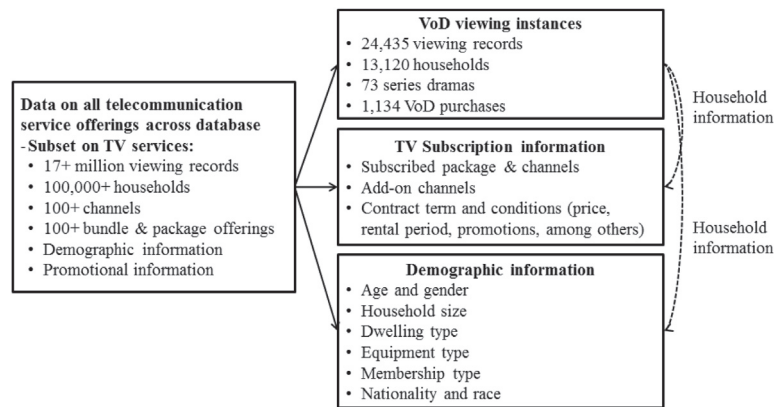 Data on all telecommunication
service offerings across database
- Subset on TV services:
• 17+ million viewing records
• 100,000+ households
• 100+ channels
• 100+ bundle & package offerings
• Demographic information
• Promotional information
VoD viewing instances
• 24,435 viewing records
• 13,120 households
• 73 series dramas
• 1,134 VoD purchases
TV Subscription information
• Subscribed package & channels
• Add-on channels
• Contract term and conditions (price,
rental period, promotions, among others)
Demographic information
• Age and gender
• Household size
• Dwelling type
• Equipment type
• Membership type
• Nationality and race
Household
information
Household
information